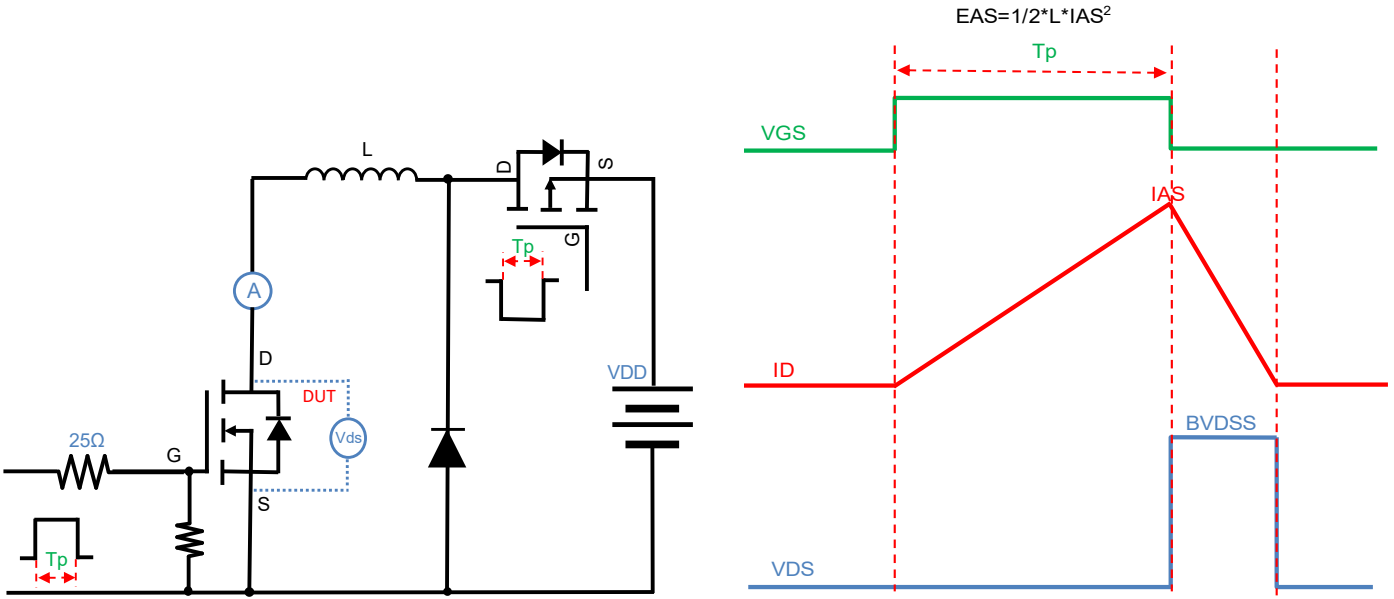 EAS=1/2*L*IAS²
Tp
VGS
L
D
S
G
Tp
IAS
A
D
DUT
VDD
ID
25Ω
G
Vds
S
BVDSS
Tp
VDS